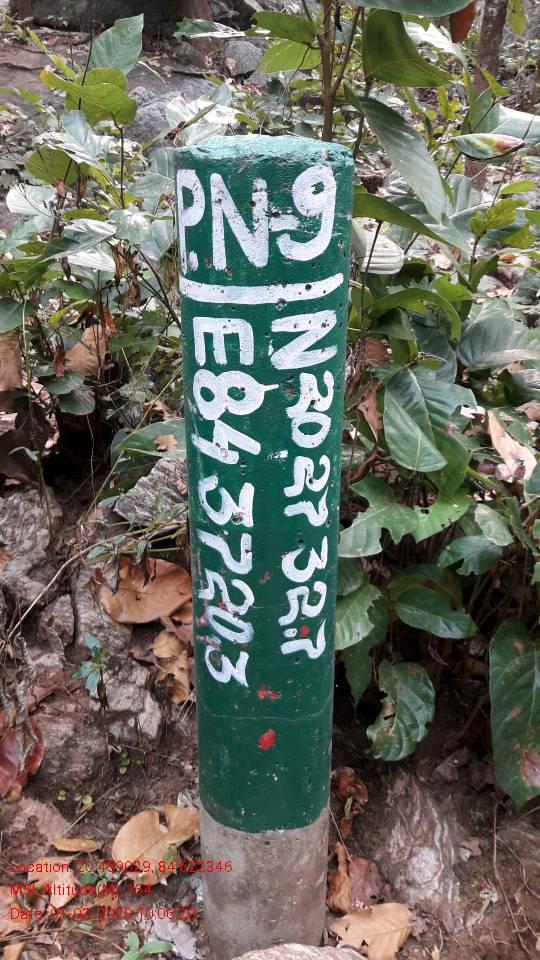 P.N-9
N 20 27 32.7
E 84 37 20.3
Location: 20.459029, 84.622346
MSL Altitude(M): 164
Date: 01-02-2020 10:06:20